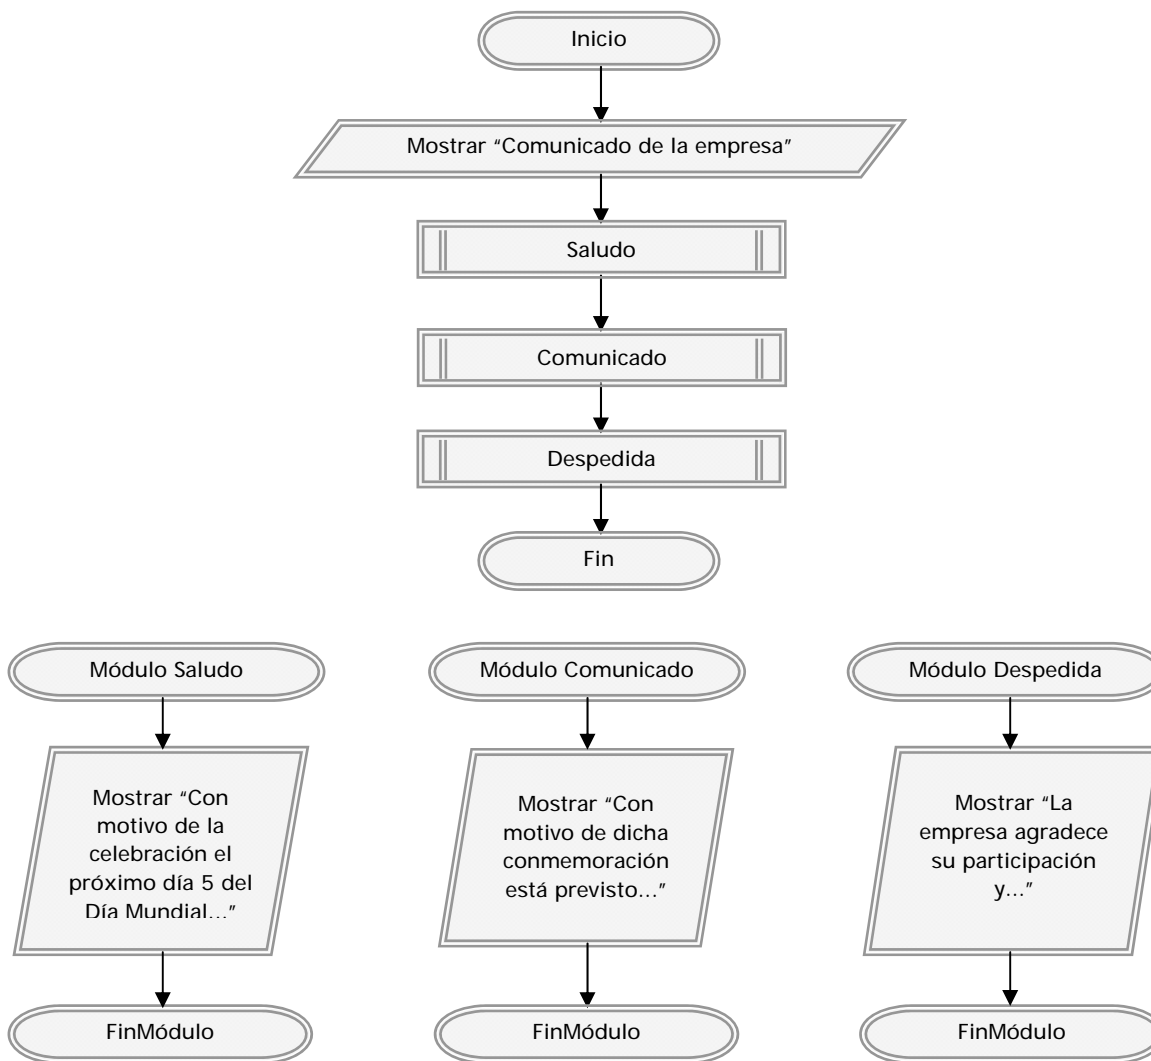 Inicio
Mostrar “Comunicado de la empresa”
Saludo
Comunicado
Despedida
Fin
Módulo Saludo
Mostrar “Con
motivo de la
celebración el
próximo día 5 del
Día Mundial...”
FinMódulo
Módulo Comunicado
Mostrar “Con
motivo de dicha
conmemoración
está previsto...”
FinMódulo
Módulo Despedida
Mostrar “La
empresa agradece
su participación
y...”
FinMódulo